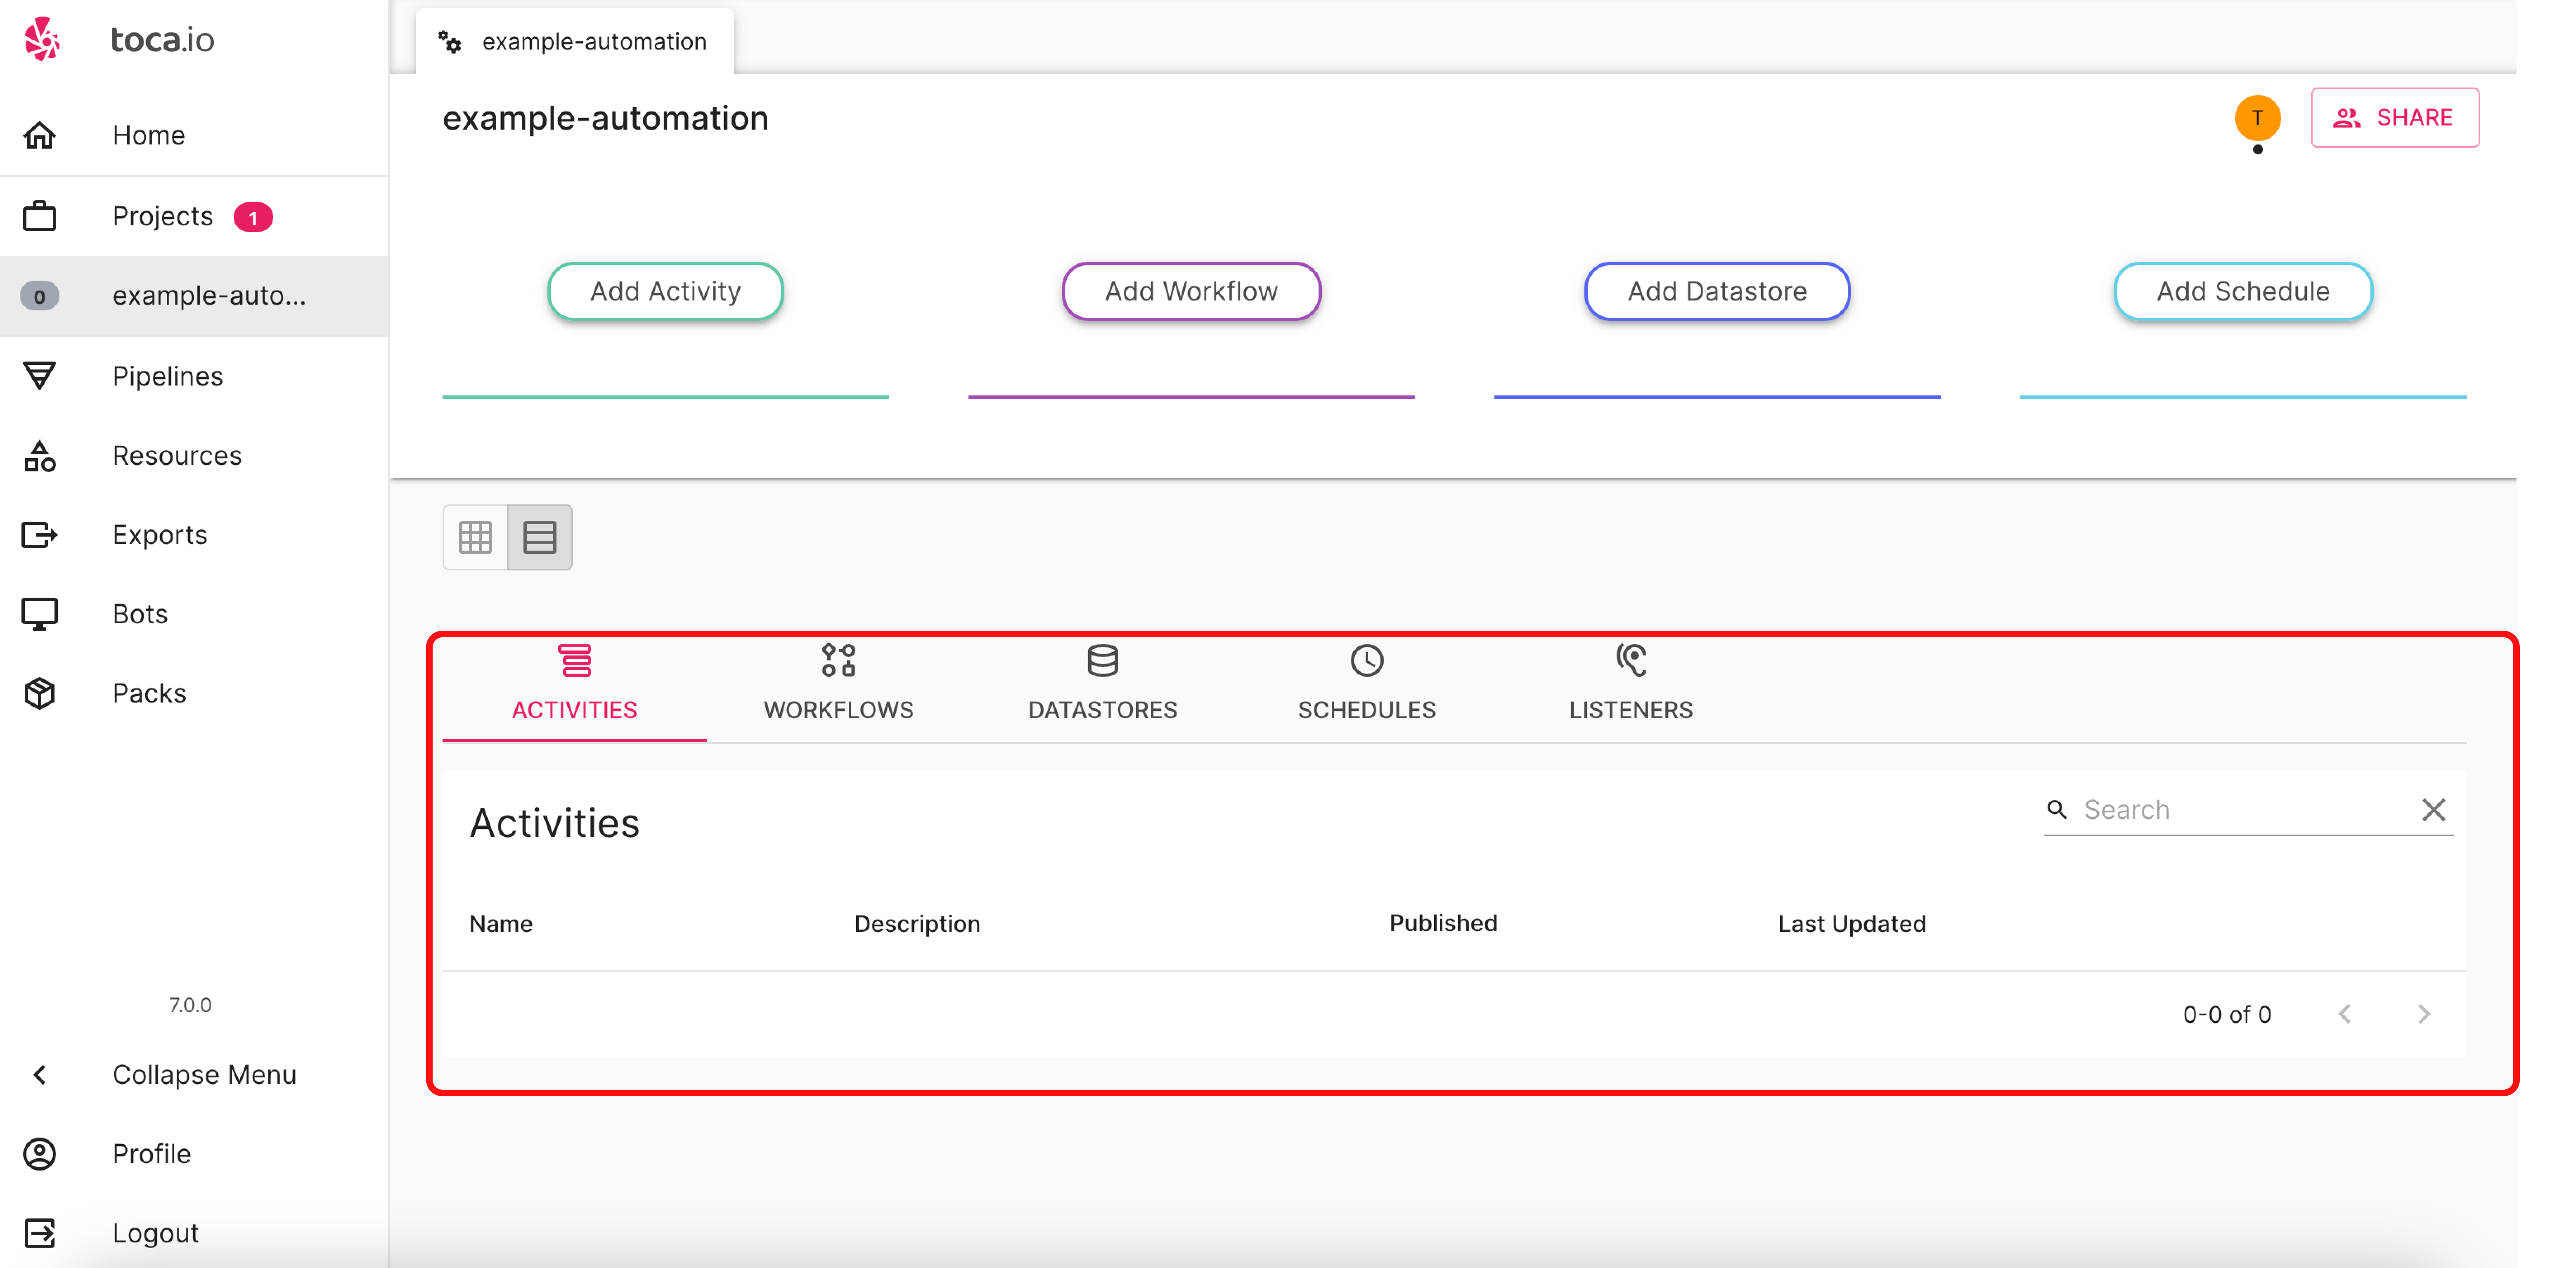 toca.io
Home
Projects 1
0 example-auto...
Pipelines
Resources
Exports
Bots
Packs
7.0.0
Collapse Menu
Profile
Logout
example-automation
example-automation
T
SHARE
Add Activity
Add Workflow
Add Datastore
Add Schedule
ACTIVITIES
WORKFLOWS
DATASTORES
SCHEDULES
LISTENERS
Activities
Search
Name
Description
Published
Last Updated
0-0 of 0